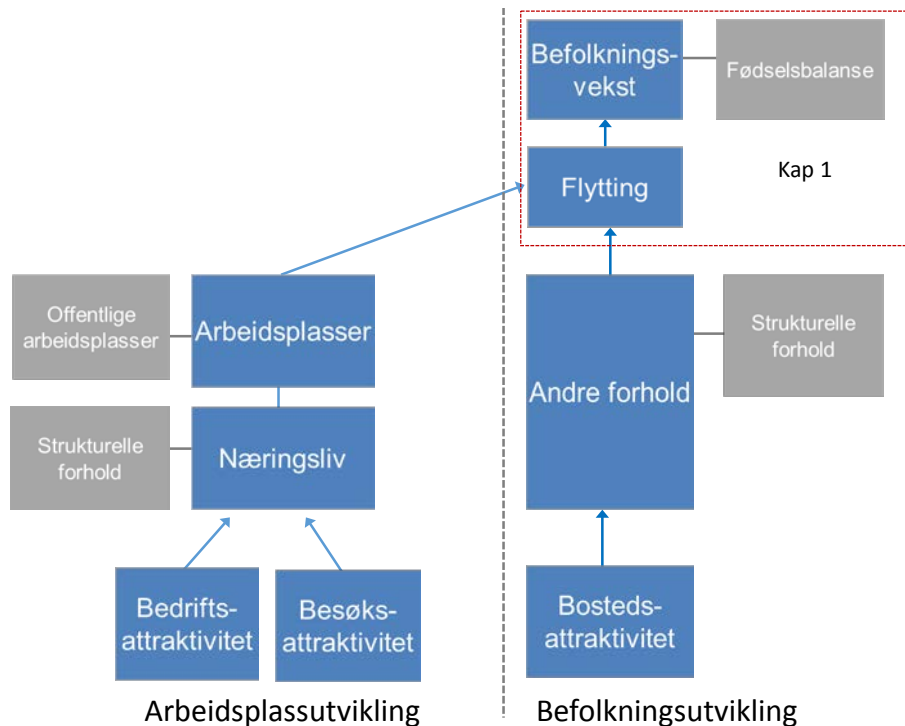 Befolknings-
vekst
Fødselsbalanse
Kap 1
Flytting
Offentlige
arbeidsplasser
Arbeidsplasser
Strukturelle
forhold
Andre forhold
Strukturelle
forhold
Næringsliv
Bedrifts-
attraktivitet
Besøks-
attraktivitet
Bosteds-
attraktivitet
Arbeidsplassutvikling
Befolkningsutvikling